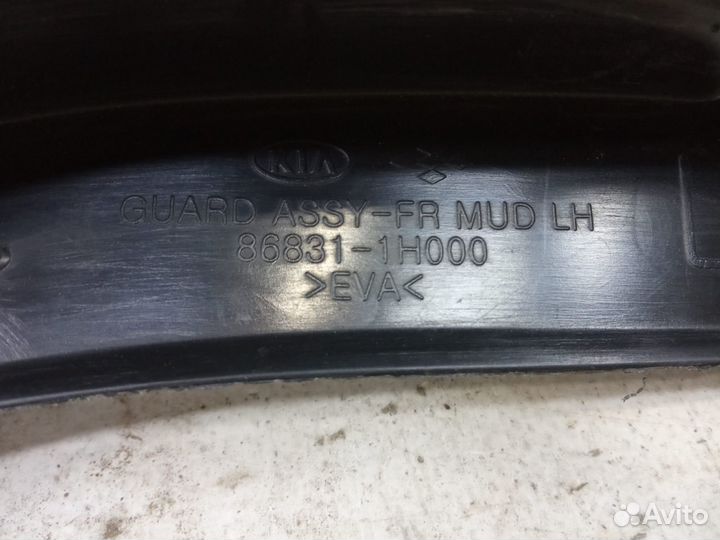 KIA
GUARD ASSY-FR MUD LH
86831-1H000
>EVA<
Avito